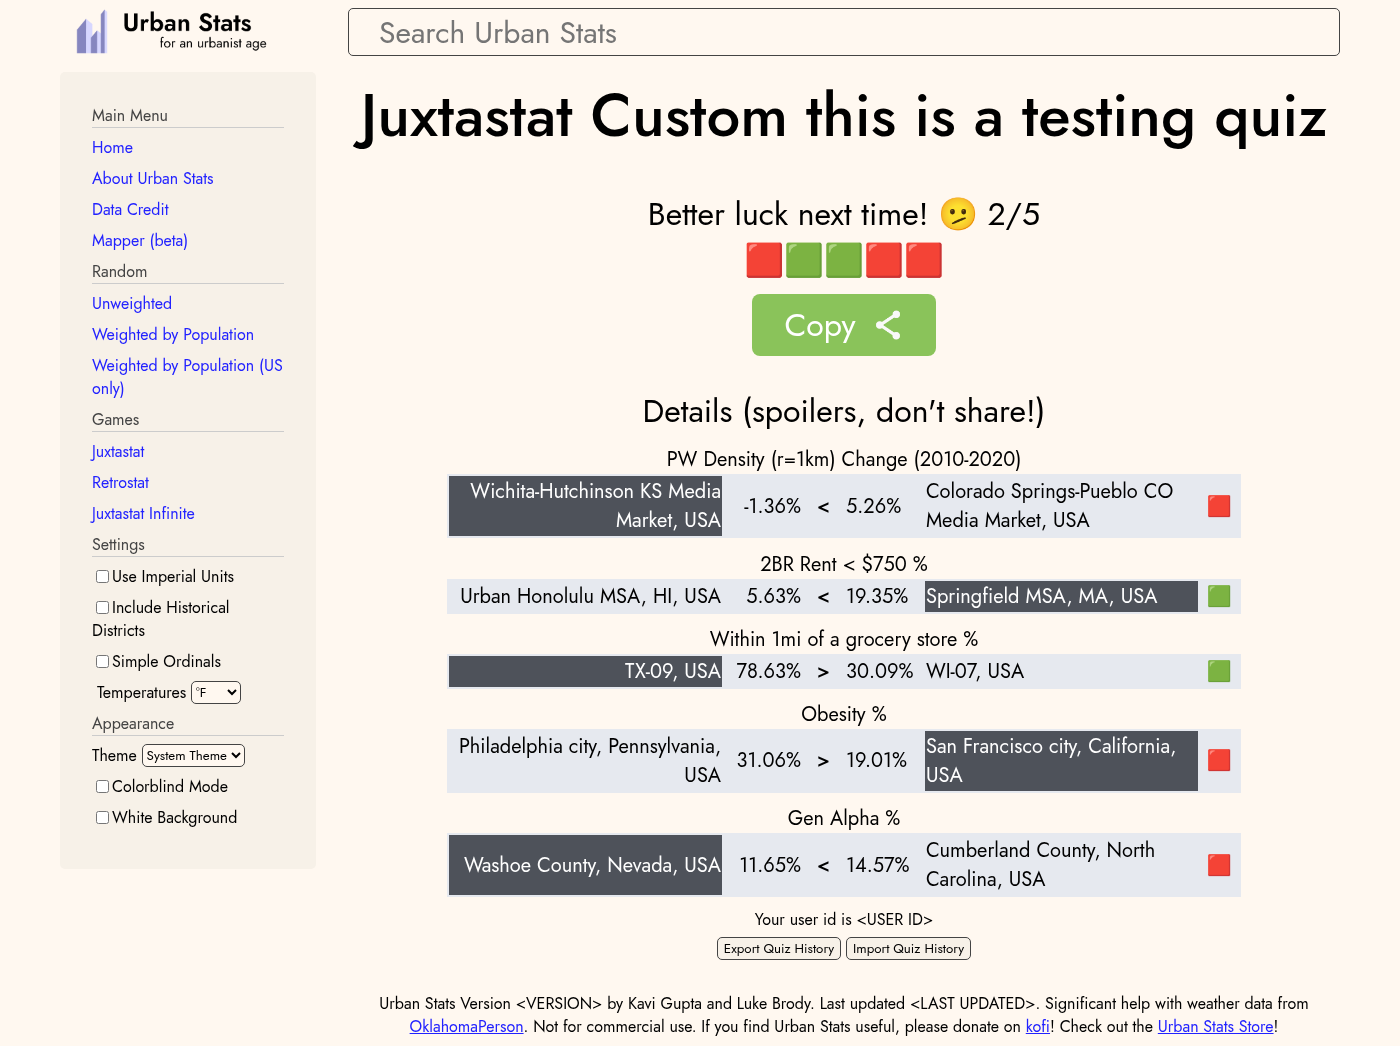 Urban Stats
for an urbanist age
Search Urban Stats
Main Menu
Home
About Urban Stats
Data Credit
Mapper (beta)
Random
Unweighted
Weighted by Population
Weighted by Population (US
only)
Games
Juxtastat
Retrostat
Juxtastat Infinite
Settings
Use Imperial Units
Include Historical
Districts
Simple Ordinals
Temperatures °F
Appearance
Theme System Theme
Colorblind Mode
White Background
Juxtastat Custom this is a testing quiz
Better luck next time! 🫤 2/5
🟥🟩🟩🟥🟥
Copy
Details (spoilers, don't share!)
PW Density (r=1km) Change (2010-2020)
Wichita-Hutchinson KS Media
Market, USA
-1.36% < 5.26%
Colorado Springs-Pueblo CO
Media Market, USA
🟥
2BR Rent < $750 %
Urban Honolulu MSA, HI, USA 5.63% < 19.35% Springfield MSA, MA, USA 🟩
Within 1mi of a grocery store %
TX-09, USA 78.63% > 30.09% WI-07, USA 🟩
Obesity %
Philadelphia city, Pennsylvania,
USA
31.06% > 19.01%
San Francisco city, California,
USA
🟥
Gen Alpha %
Washoe County, Nevada, USA 11.65% < 14.57%
Cumberland County, North
Carolina, USA
🟥
Your user id is <USER ID>
Export Quiz History Import Quiz History
Urban Stats Version <VERSION> by Kavi Gupta and Luke Brody. Last updated <LAST UPDATED>. Significant help with weather data from
OklahomaPerson. Not for commercial use. If you find Urban Stats useful, please donate on kofi! Check out the Urban Stats Store!